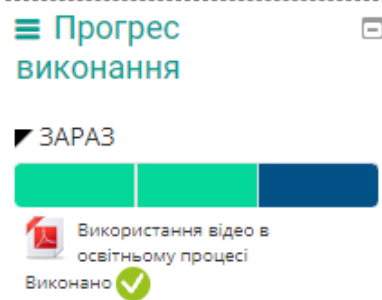 Прогрес
виконання
ЗАРАЗ
Використання відео в
освітньому процесі
Виконано